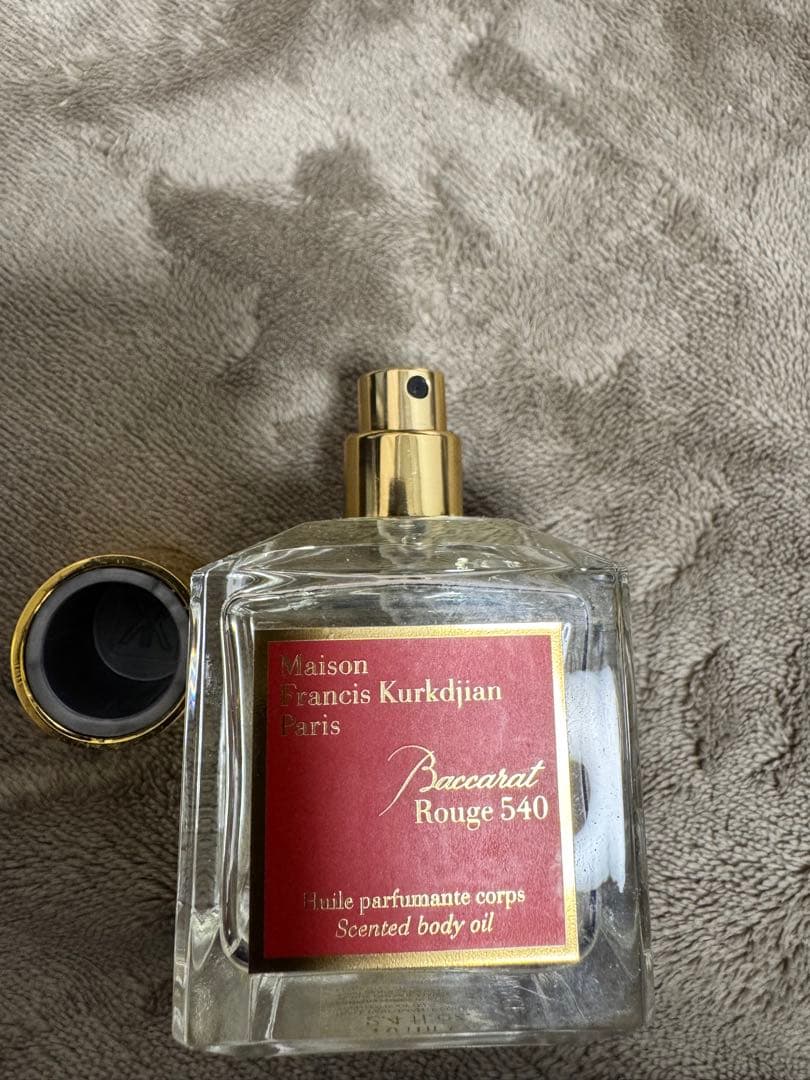 Maison
Francis Kurkdjian
Paris
Baccarat
Rouge 540
Huile parfumante corps
Scented body oil